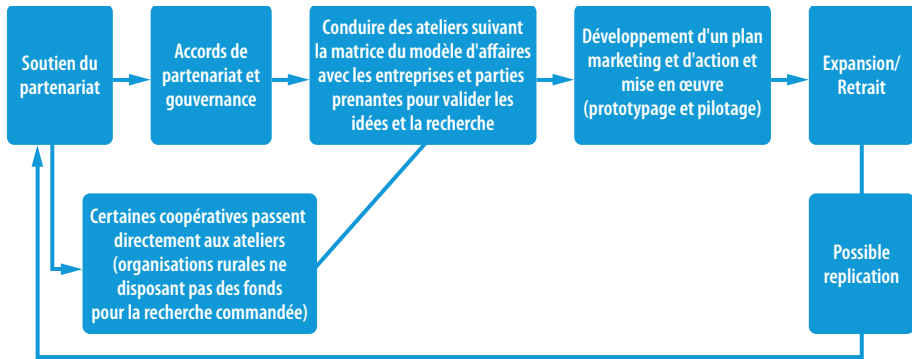 Soutien du
partenariat
Accords de
partenariat et
gouvernance
Conduire des ateliers suivant
la matrice du modèle d'affaires
avec les entreprises et parties
prenantes pour valider les
idées et la recherche
Développement d'un plan
marketing et d'action et
mise en œuvre
(prototypage et pilotage)
Expansion/
Retrait
Certaines coopératives passent
directement aux ateliers
(organisations rurales ne
disposant pas des fonds
pour la recherche commandée)
Possible
replication